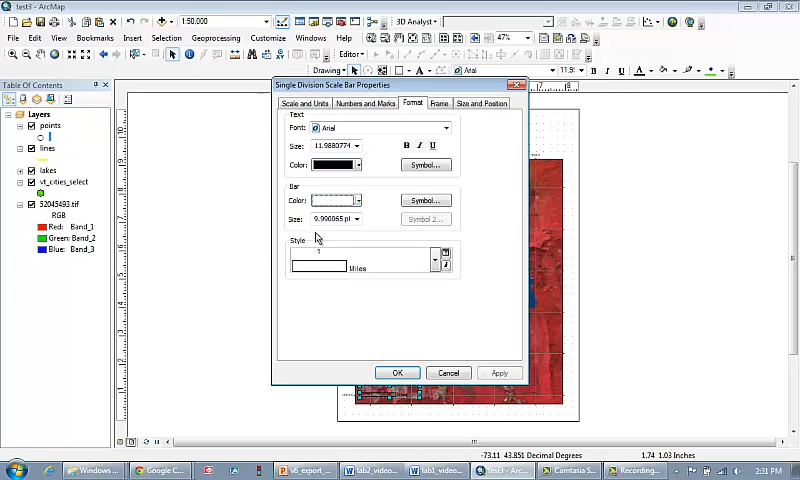 test3 - ArcMap
1:50,000
3D Analyst
File Edit View Bookmarks Insert Selection Geoprocessing Customize Windows Help
47%
Editor
Drawing Arial 11.9 B I U A
Table Of Contents
Layers
points
lines
lakes
vt_cities_select
52045493.tif
RGB
Red: Band_1
Green: Band_2
Blue: Band_3
Single Division Scale Bar Properties
Scale and Units Numbers and Marks Format Frame Size and Position
Text
Font: Arial
Size: 11.9880774 B I U
Color: Symbol...
Bar
Color: Symbol...
Size: 9.990065 pt Symbol 2...
Style
1
Miles
OK Cancel Apply
-73.11 43.851 Decimal Degrees 1.74 1.03 Inches
Windows ... Google C... v6_export_... lab2_video... lab1_video... test3 - Arc... Camtasia S... Recording... 2:31 PM